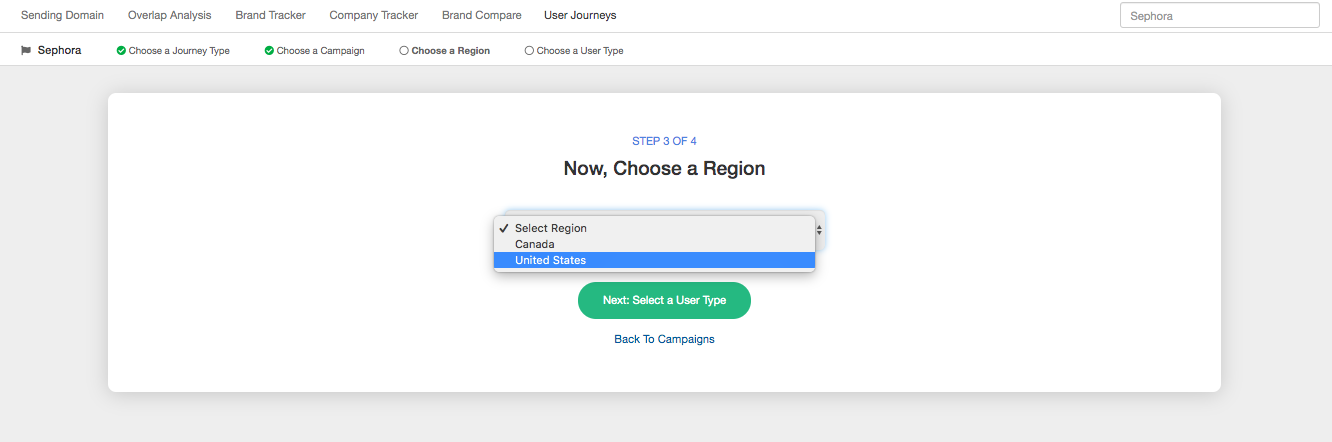 Sending Domain Overlap Analysis Brand Tracker Company Tracker Brand Compare User Journeys Sephora
Sephora Choose a Journey Type Choose a Campaign Choose a Region Choose a User Type
STEP 3 OF 4
Now, Choose a Region
Select Region
Canada
United States
Next: Select a User Type
Back To Campaigns